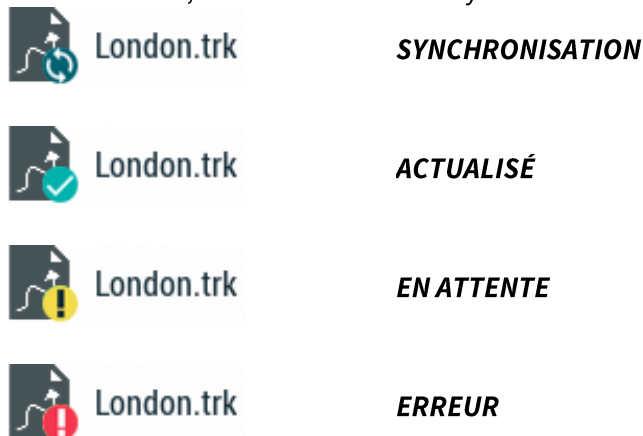 London.trk SYNCHRONISATION
London.trk ACTUALISÉ
London.trk EN ATTENTE
London.trk ERREUR